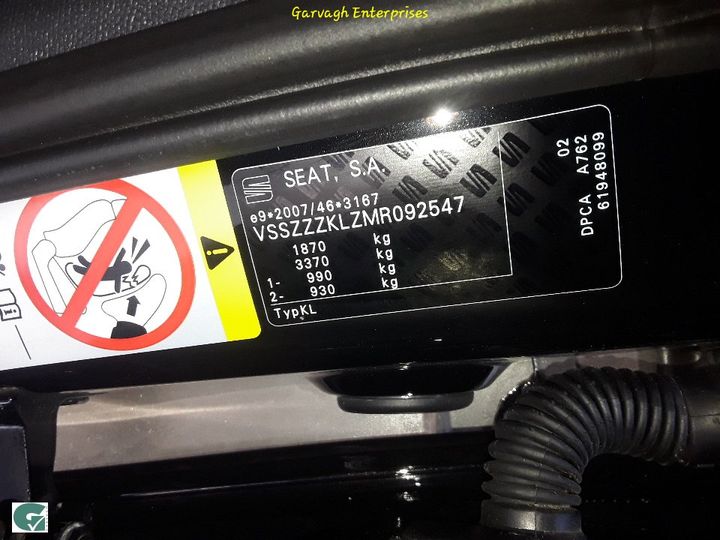 Garvagh Enterprises
SEAT, S.A.
e9*2007/46*3167
VSSZZZKLZMR092547
1870 kg
3370 kg
1- 990 kg
2- 930 kg
TypKL
02
DPCA A762
61948099